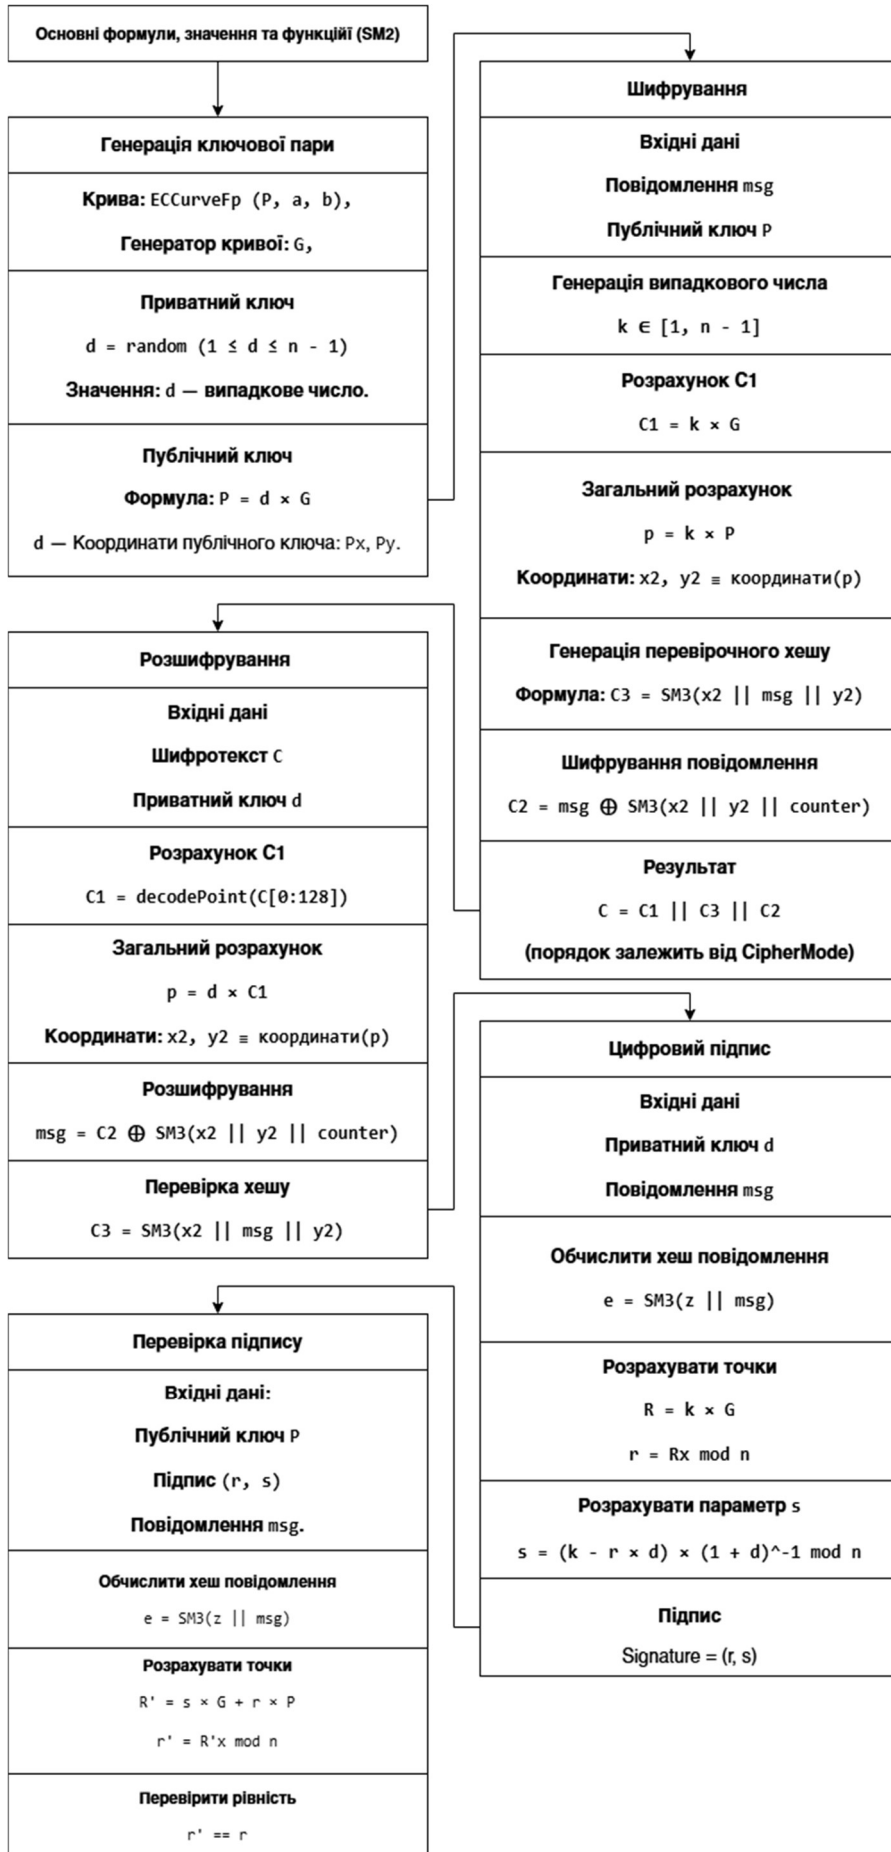 Основні формули, значення та функціїї (SM2)
Генерація ключової пари
Крива: ECCurveFp (P, a, b),
Генератор кривої: G,
Приватний ключ
d = random (1 ≤ d ≤ n - 1)
Значення: d — випадкове число.
Публічний ключ
Формула: P = d × G
d — Координати публічного ключа: Px, Py.
Шифрування
Вхідні дані
Повідомлення msg
Публічний ключ P
Генерація випадкового числа
k ∈ [1, n - 1]
Розрахунок C1
C1 = k × G
Загальний розрахунок
p = k × P
Координати: x2, y2 ≡ координати(p)
Генерація перевірочного хешу
Формула: C3 = SM3(x2 || msg || y2)
Шифрування повідомлення
C2 = msg ⊕ SM3(x2 || y2 || counter)
Результат
C = C1 || C3 || C2
(порядок залежить від CipherMode)
Розшифрування
Вхідні дані
Шифротекст C
Приватний ключ d
Розрахунок C1
C1 = decodePoint(C[0:128])
Загальний розрахунок
p = d × C1
Координати: x2, y2 ≡ координати(p)
Розшифрування
msg = C2 ⊕ SM3(x2 || y2 || counter)
Перевірка хешу
C3 = SM3(x2 || msg || y2)
Цифровий підпис
Вхідні дані
Приватний ключ d
Повідомлення msg
Обчислити хеш повідомлення
e = SM3(z || msg)
Розрахувати точки
R = k × G
r = Rx mod n
Розрахувати параметр s
s = (k - r × d) × (1 + d)^-1 mod n
Підпис
Signature = (r, s)
Перевірка підпису
Вхідні дані:
Публічний ключ P
Підпис (r, s)
Повідомлення msg.
Обчислити хеш повідомлення
e = SM3(z || msg)
Розрахувати точки
R' = s × G + r × P
r' = R'x mod n
Перевірити рівність
r' == r